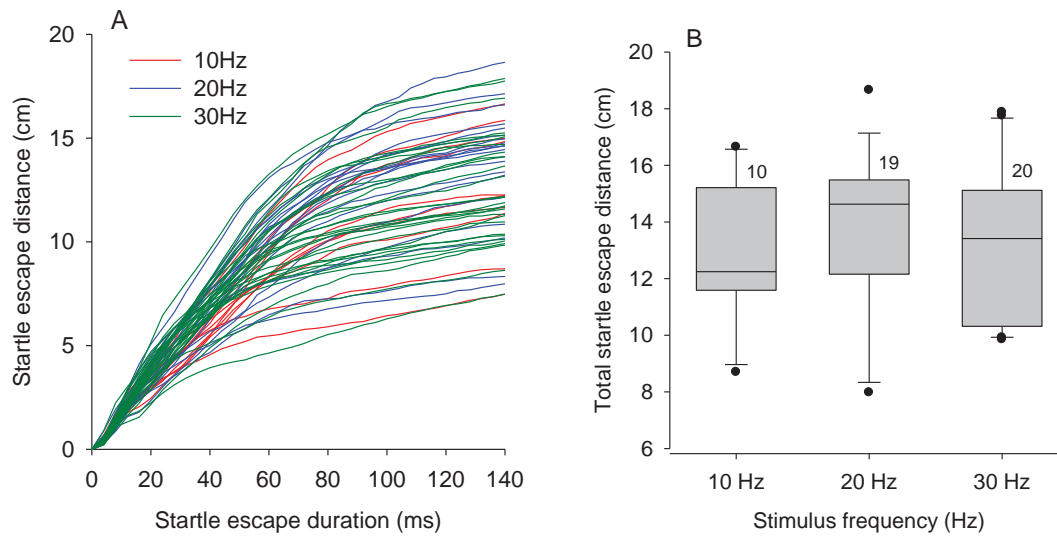 A
20
15
10
5
0
Startle escape distance (cm)
10Hz
20Hz
30Hz
0 20 40 60 80 100 120 140
Startle escape duration (ms)
B
20
18
16
14
12
10
8
6
Total startle escape distance (cm)
10
19
20
10 Hz 20 Hz 30 Hz
Stimulus frequency (Hz)